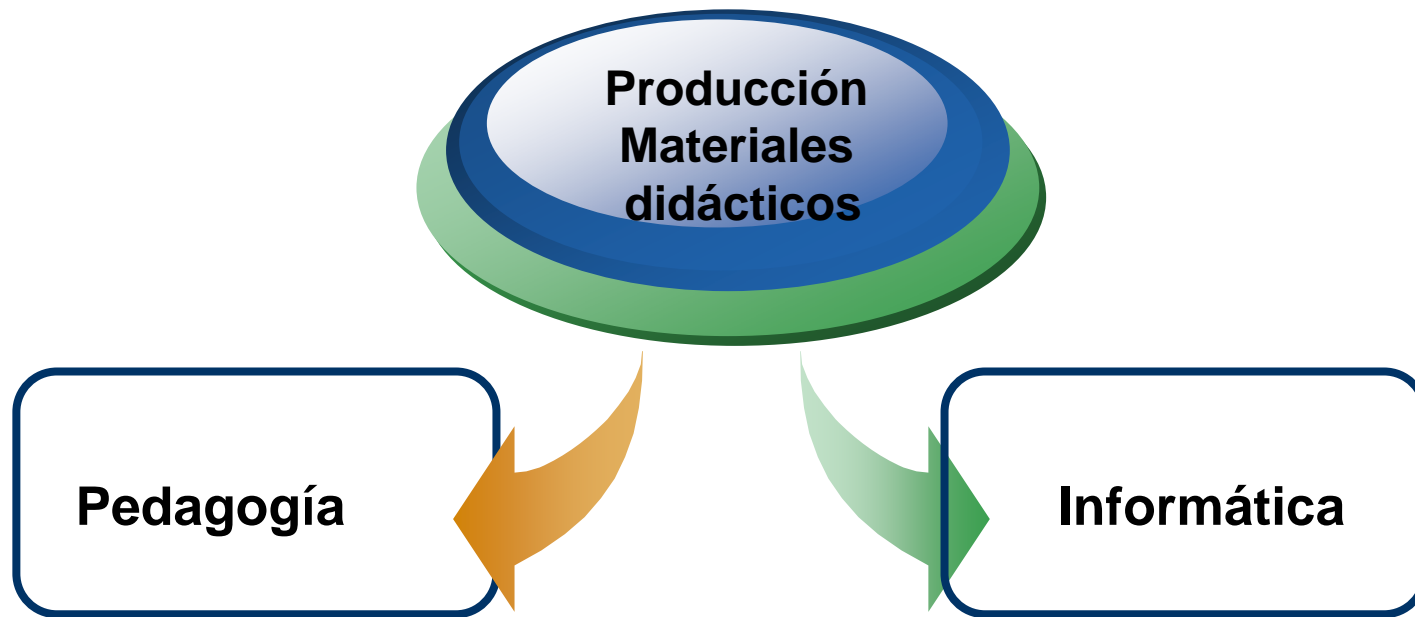 Producción
Materiales
didácticos
Pedagogía
Informática